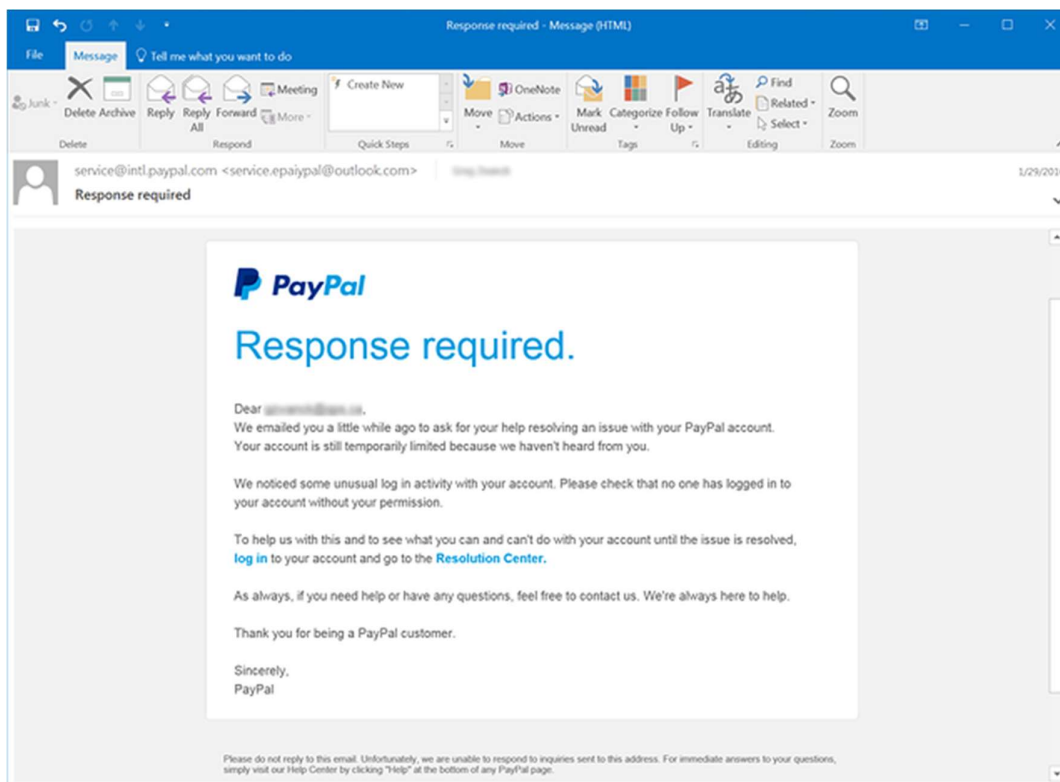 Response required - Message (HTML)
File Message Tell me what you want to do
Junk
Delete Archive
Reply Reply All Forward
Meeting
More
Create New
Move
OneNote
Actions
Mark Unread Categorize Follow Up
Translate
Find
Related
Select
Zoom
Delete Respond Quick Steps Move Tags Editing Zoom
service@intl.paypal.com <service.epaiypal@outlook.com>
1/29/201
Response required
PayPal
Response required.
Dear
We emailed you a little while ago to ask for your help resolving an issue with your PayPal account.
Your account is still temporarily limited because we haven't heard from you.
We noticed some unusual log in activity with your account. Please check that no one has logged in to
your account without your permission.
To help us with this and to see what you can and can't do with your account until the issue is resolved,
log in to your account and go to the Resolution Center.
As always, if you need help or have any questions, feel free to contact us. We're always here to help.
Thank you for being a PayPal customer.
Sincerely,
PayPal
Please do not reply to this email. Unfortunately, we are unable to respond to inquiries sent to this address. For immediate answers to your questions,
simply visit our Help Center by clicking "Help" at the bottom of any PayPal page.